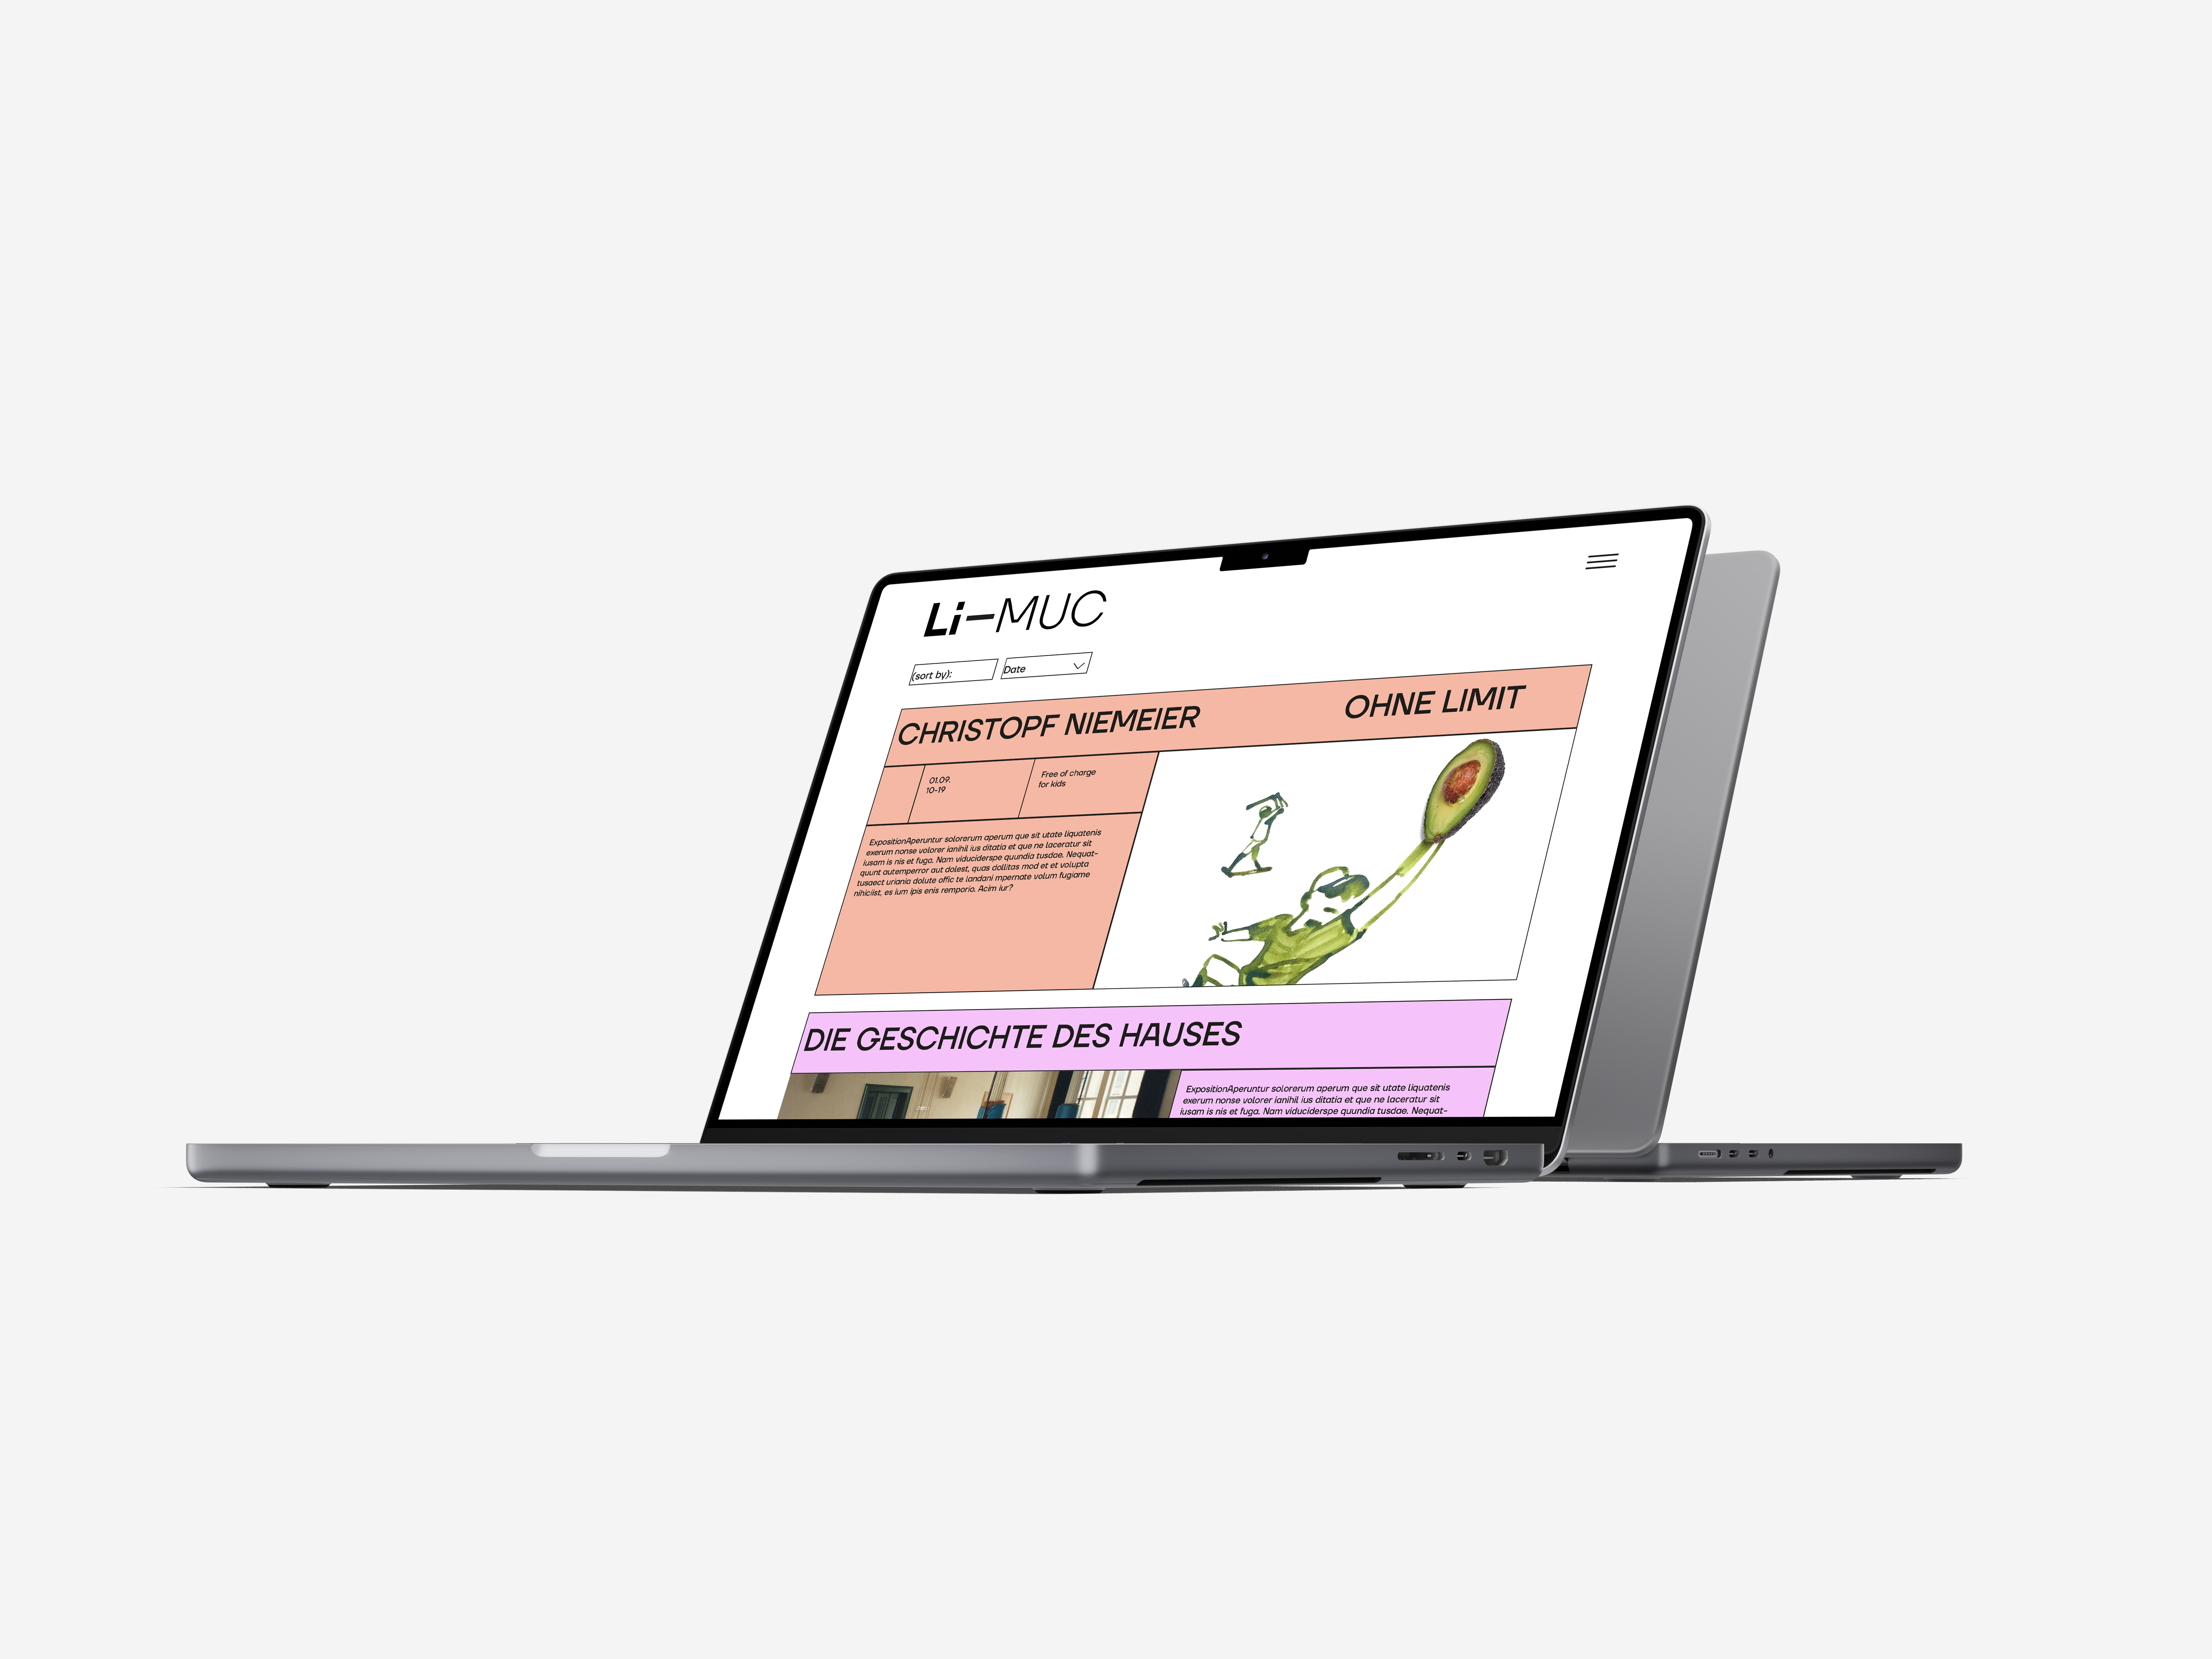 Li—MUC
(sort by):
Date
CHRISTOPF NIEMEIER
OHNE LIMIT
01.09.
10-19
Free of charge
for kids
ExpositionAperuntur solorerum aperum que sit utate liquatenis
exerum nonse volorer ianihil ius ditatia et que ne laceratur sit
iusam is nis et fuga. Nam viduciderspe quundia tusdae. Nequat-
quunt autemperror aut dolest, quas dollitas mod et et volupta
tusaect uriania dolute offic te landani mpernate volum fugiame
nihiciist, es ium ipis enis remporio. Acim iur?
DIE GESCHICHTE DES HAUSES
ExpositionAperuntur solorerum aperum que sit utate liquatenis
exerum nonse volorer ianihil ius ditatia et que ne laceratur sit
iusam is nis et fuga. Nam viduciderspe quundia tusdae. Nequat-